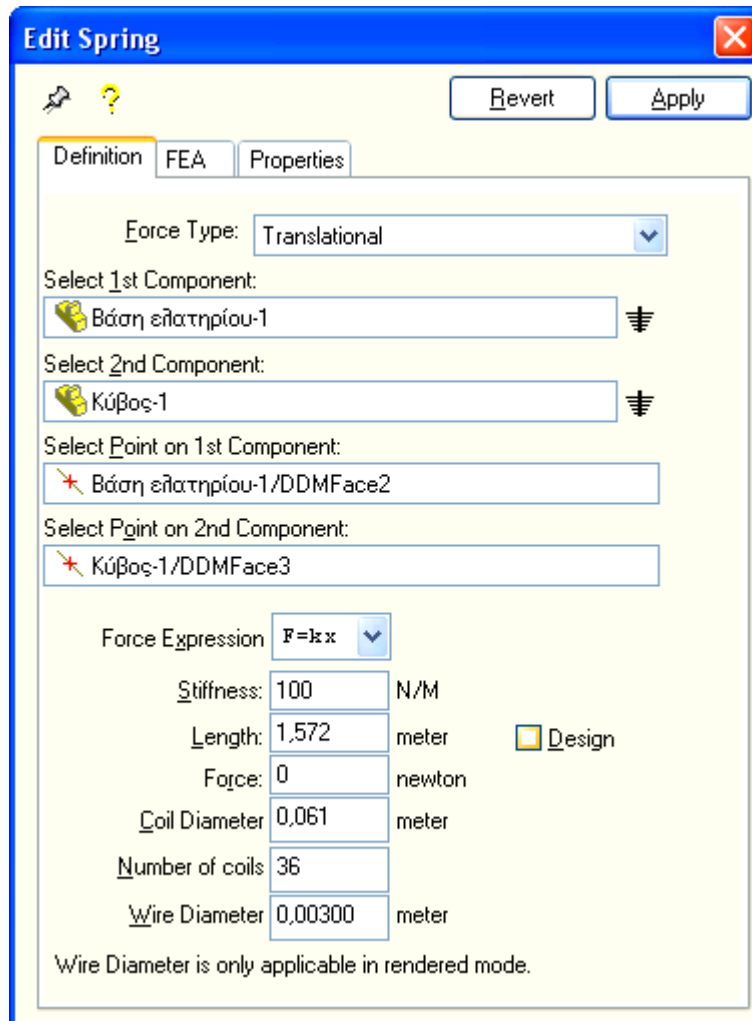 Edit Spring
Revert Apply
Definition FEA Properties
Force Type: Translational
Select 1st Component:
Βάση ελατηρίου-1
Select 2nd Component:
Κύβος-1
Select Point on 1st Component:
Βάση ελατηρίου-1/DDMFace2
Select Point on 2nd Component:
Κύβος-1/DDMFace3
Force Expression F=kx
Stiffness: 100 N/M
Length: 1,572 meter Design
Force: 0 newton
Coil Diameter 0,061 meter
Number of coils 36
Wire Diameter 0,00300 meter
Wire Diameter is only applicable in rendered mode.